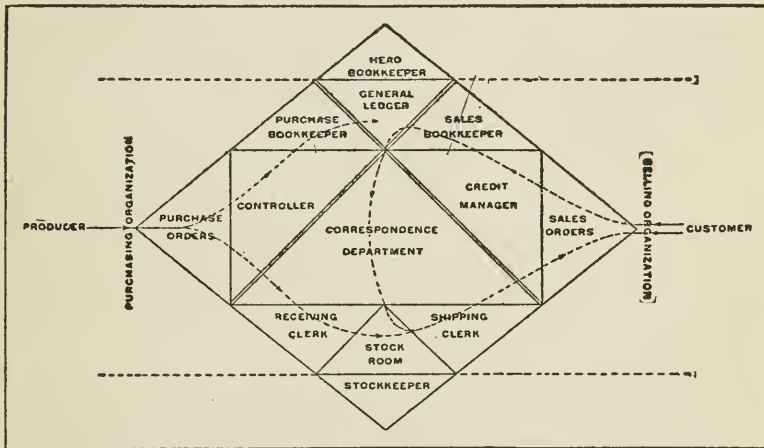 HEAD
BOOKKEEPER
GENERAL
LEDGER
PURCHASE
BOOKKEEPER
SALES
BOOKKEEPER
PURCHASING ORGANIZATION
PRODUCER
PURCHASE
ORDERS
CONTROLLER
CORRESPONDENCE
DEPARTMENT
CREDIT
MANAGER
SALES
ORDERS
[SELLING ORGANIZATION]
CUSTOMER
RECEIVING
CLERK
STOCK
ROOM
SHIPPING
CLERK
STOCKKEEPER